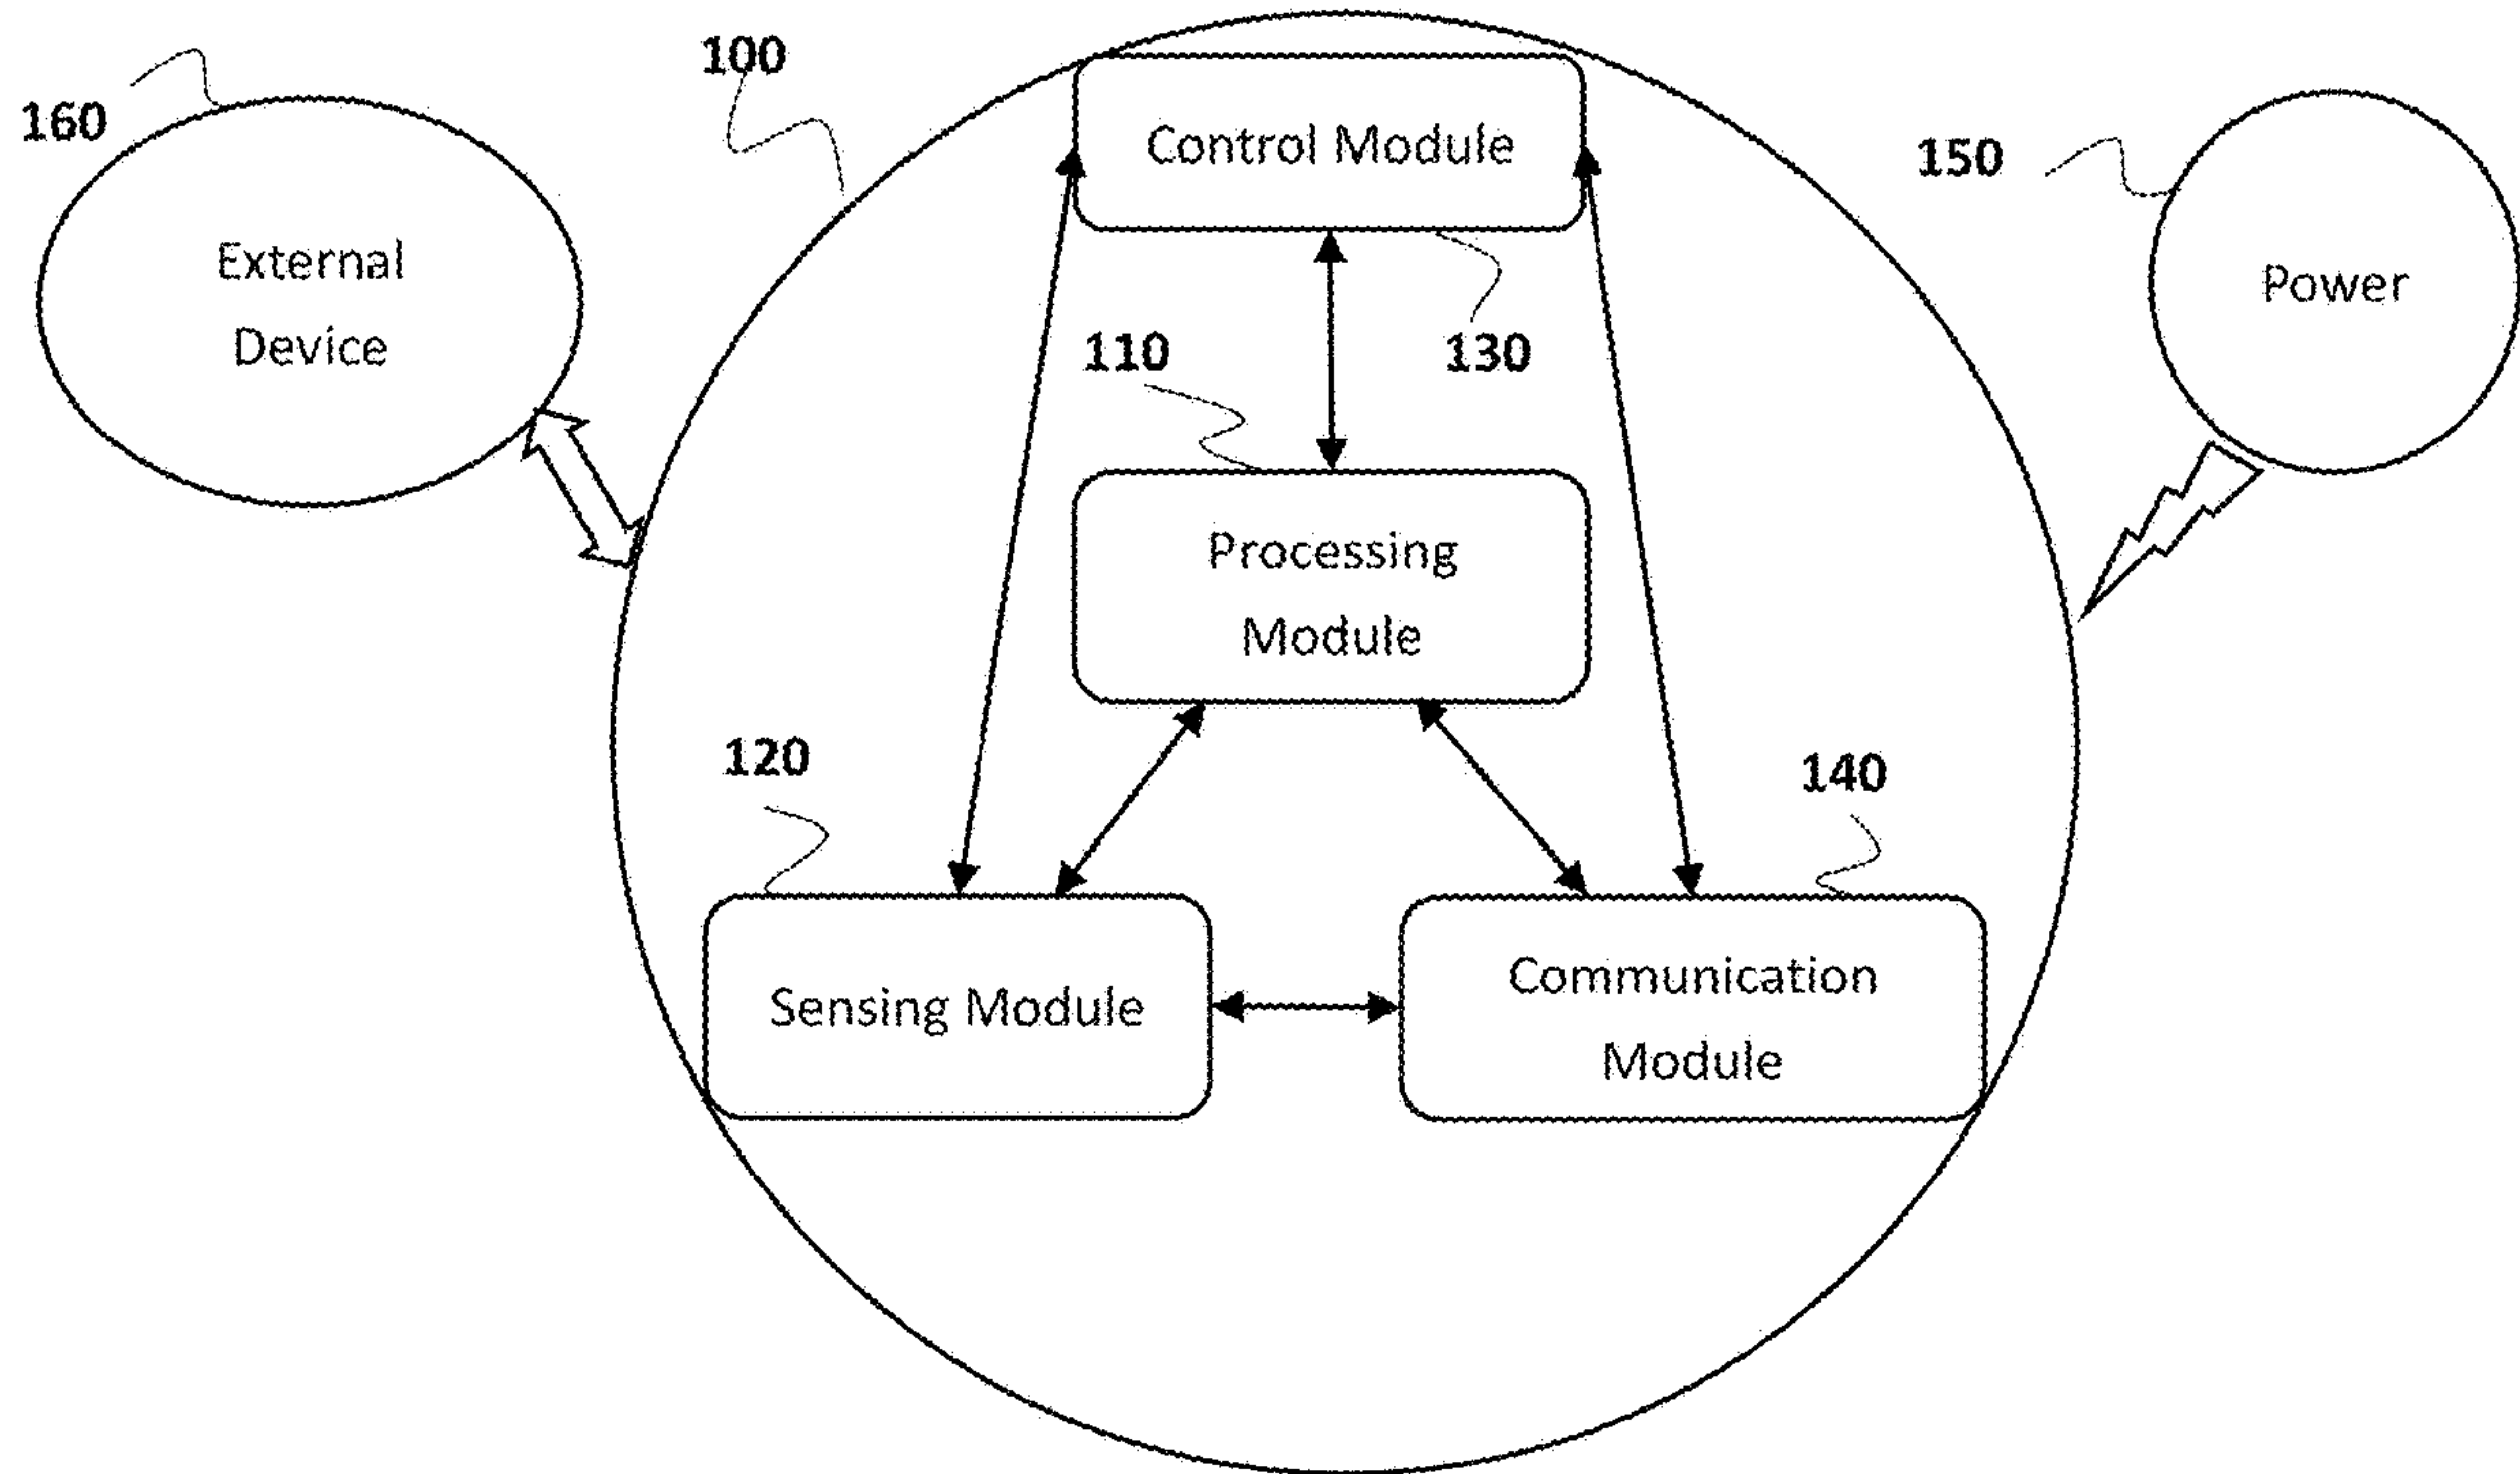 100
160
Control Module
150
External
Device
Power
110
130
Processing
Module
120
140
Sensing Module
Communication
Module